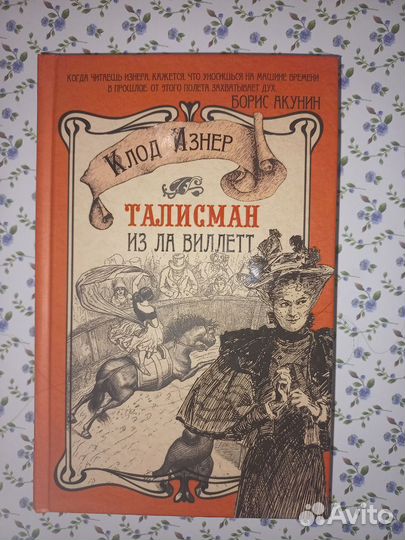 КОГДА ЧИТАЕШЬ ИЗНЕРА, КАЖЕТСЯ, ЧТО УНОСИШЬСЯ НА МАШИНЕ ВРЕМЕНИ
В ПРОШЛОЕ. ОТ ЭТОГО ПОЛЕТА ЗАХВАТЫВАЕТ ДУХ.
БОРИС АКУНИН
КЛОД ИЗНЕР
ТАЛИСМАН
ИЗ ЛА ВИЛЛЕТТ
Avito